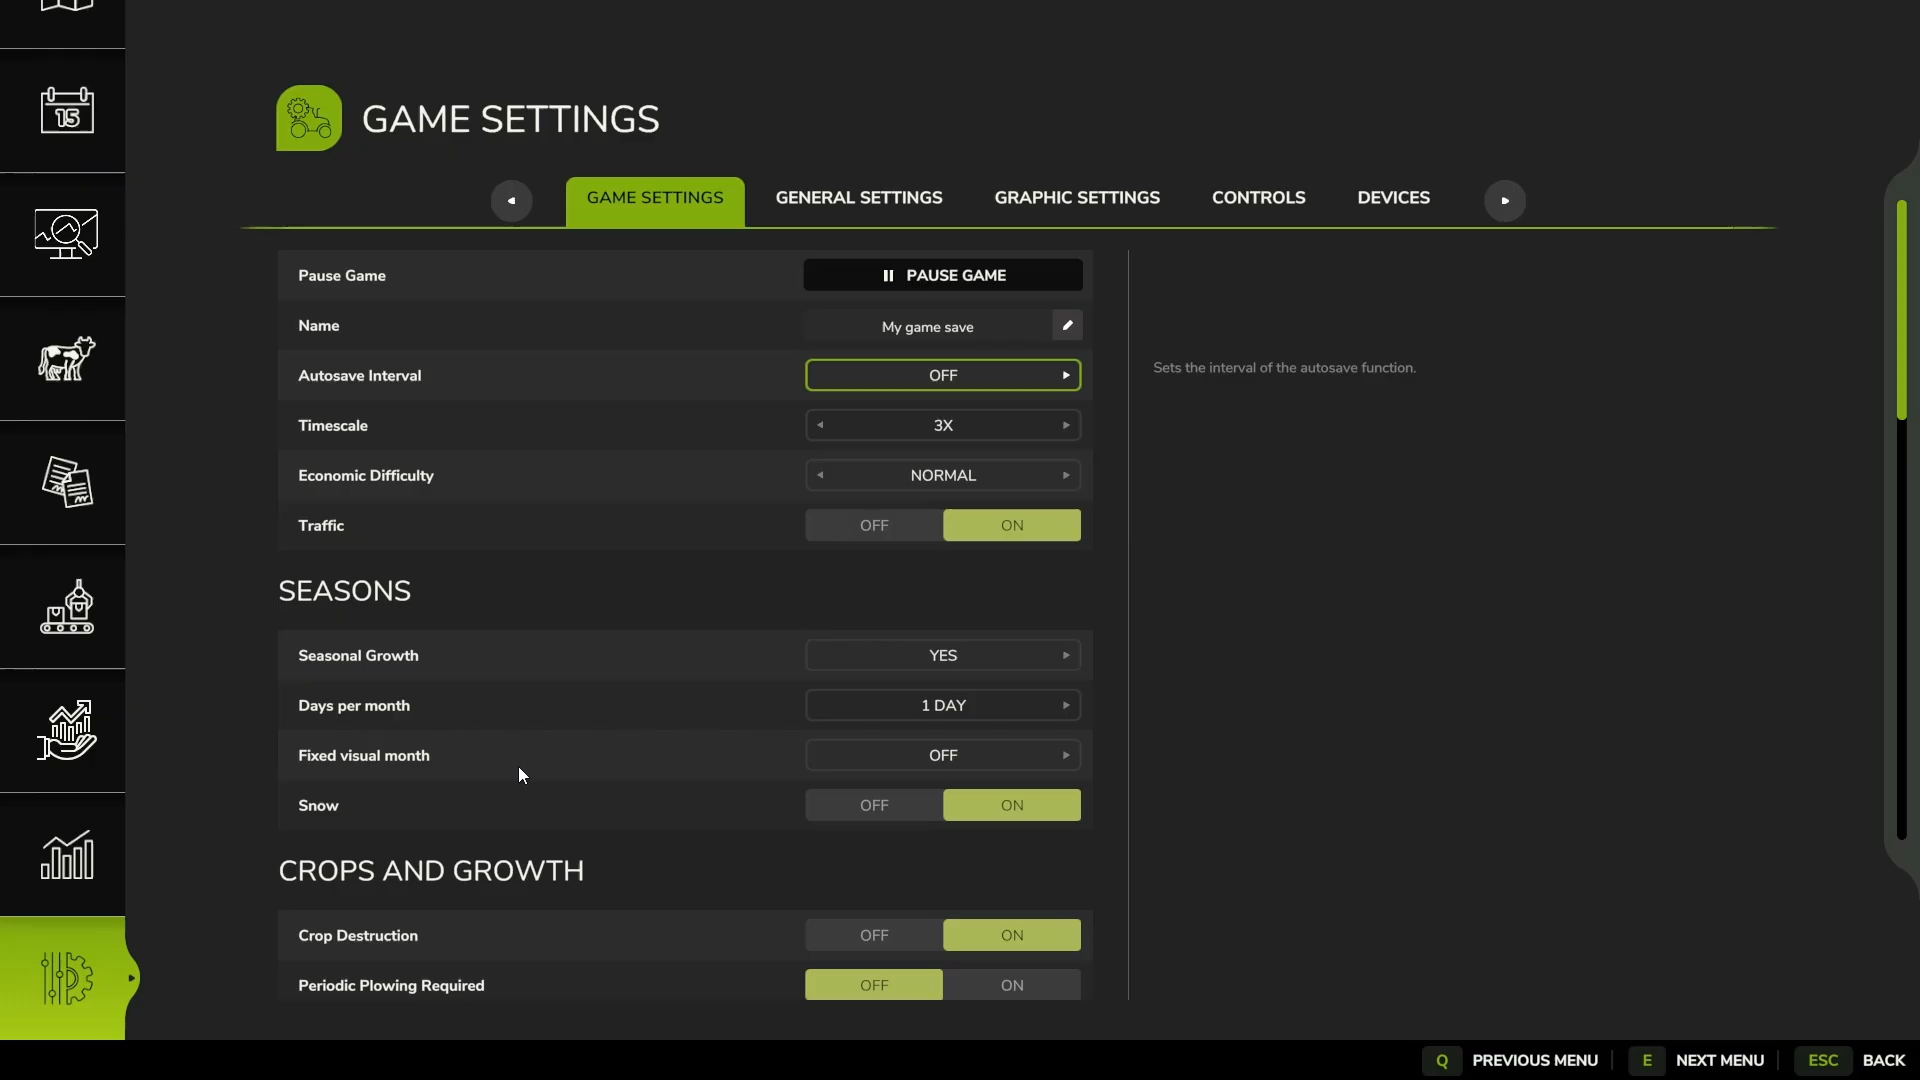 15
GAME SETTINGS
GAME SETTINGS GENERAL SETTINGS GRAPHIC SETTINGS CONTROLS DEVICES
Pause Game PAUSE GAME
Name My game save
Autosave Interval OFF
Sets the interval of the autosave function.
Timescale 3X
Economic Difficulty NORMAL
Traffic OFF ON
SEASONS
Seasonal Growth YES
Days per month 1 DAY
Fixed visual month OFF
Snow OFF ON
CROPS AND GROWTH
Crop Destruction OFF ON
Periodic Plowing Required OFF ON
Q PREVIOUS MENU E NEXT MENU ESC BACK